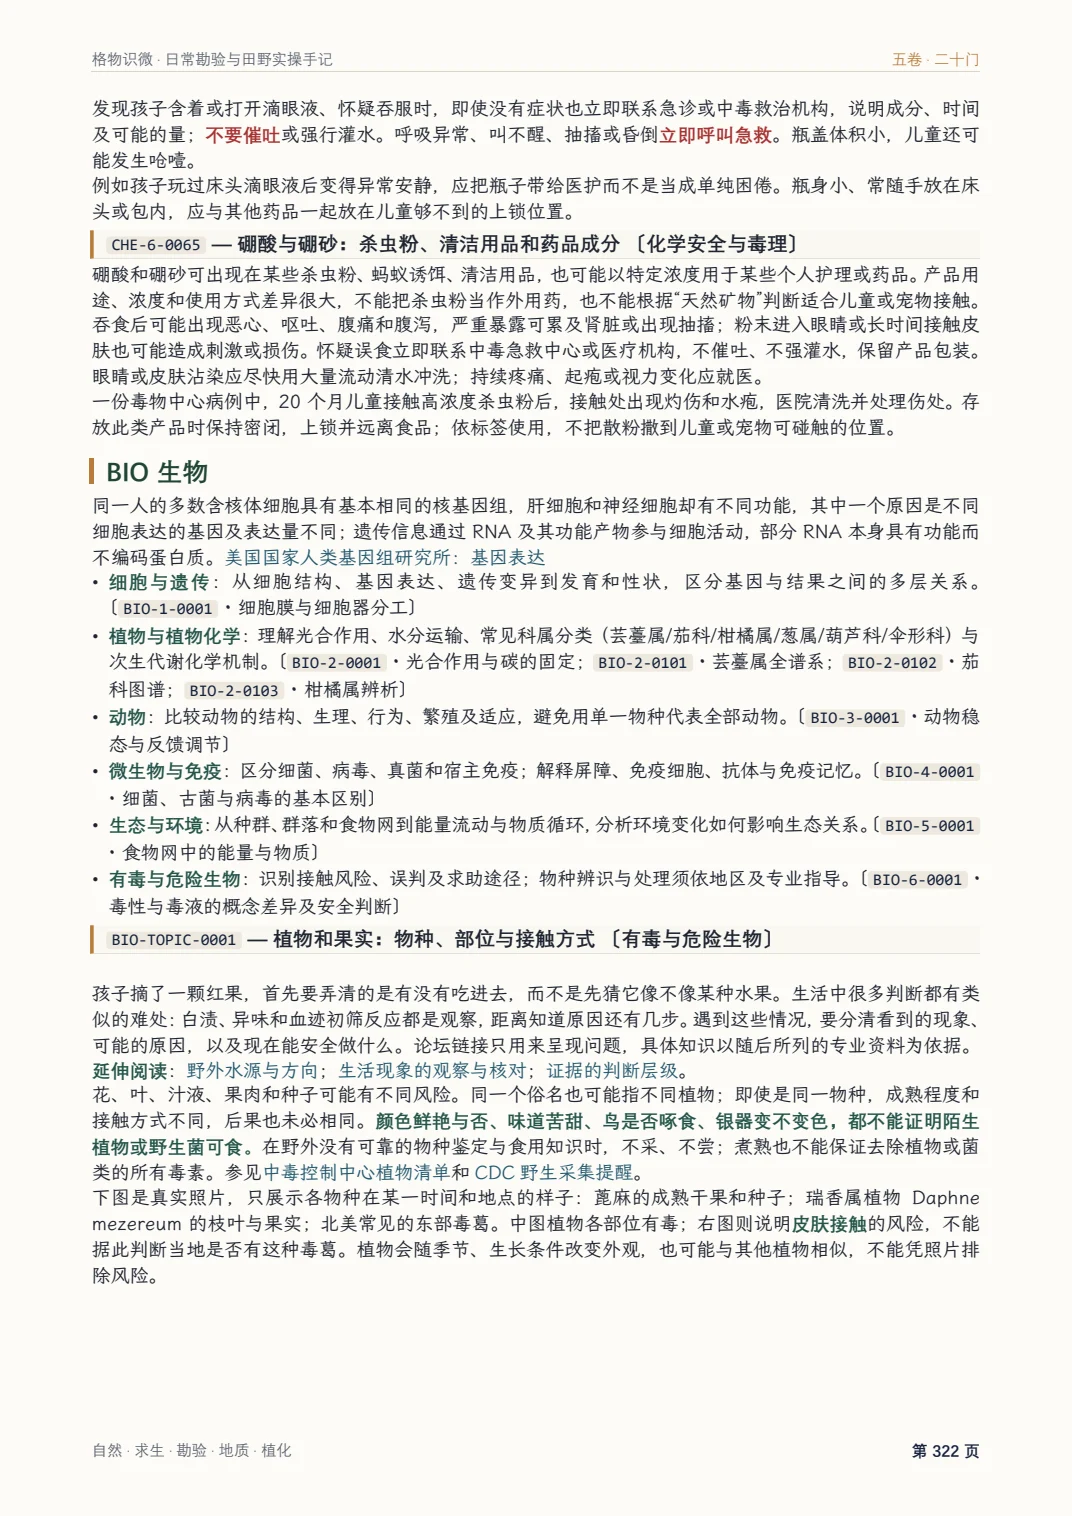 格物识微 · 日常勘验与田野实操手记
五卷 · 二十门
发现孩子含着或打开滴眼液、怀疑吞服时，即使没有症状也立即联系急诊或中毒救治机构，说明成分、时间
及可能的量；不要催吐或强行灌水。呼吸异常、叫不醒、抽搐或昏倒立即呼叫急救。瓶盖体积小，儿童还可
能发生呛噎。
例如孩子玩过床头滴眼液后变得异常安静，应把瓶子带给医护而不是当成单纯困倦。瓶身小、常随手放在床
头或包内，应与其他药品一起放在儿童够不到的上锁位置。
CHE-6-0065 — 硼酸与硼砂：杀虫粉、清洁用品和药品成分 〔化学安全与毒理〕
硼酸和硼砂可出现在某些杀虫粉、蚂蚁诱饵、清洁用品，也可能以特定浓度用于某些个人护理或药品。产品用
途、浓度和使用方式差异很大，不能把杀虫粉当作外用药，也不能根据“天然矿物”判断适合儿童或宠物接触。
吞食后可能出现恶心、呕吐、腹痛和腹泻，严重暴露可累及肾脏或出现抽搐；粉末进入眼睛或长时间接触皮
肤也可能造成刺激或损伤。怀疑误食立即联系中毒急救中心或医疗机构，不催吐、不强灌水，保留产品包装。
眼睛或皮肤沾染应尽快用大量流动清水冲洗；持续疼痛、起疱或视力变化应就医。
一份毒物中心病例中，20 个月儿童接触高浓度杀虫粉后，接触处出现灼伤和水疱，医院清洗并处理伤处。存
放此类产品时保持密闭，上锁并远离食品；依标签使用，不把散粉撒到儿童或宠物可碰触的位置。
BIO 生物
同一人的多数含核体细胞具有基本相同的核基因组，肝细胞和神经细胞却有不同功能，其中一个原因是不同
细胞表达的基因及表达量不同；遗传信息通过 RNA 及其功能产物参与细胞活动，部分 RNA 本身具有功能而
不编码蛋白质。美国国家人类基因组研究所：基因表达
• 细胞与遗传：从细胞结构、基因表达、遗传变异到发育和性状，区分基因与结果之间的多层关系。
〔BIO-1-0001 · 细胞膜与细胞器分工〕
• 植物与植物化学：理解光合作用、水分运输、常见科属分类（芸薹属/茄科/柑橘属/葱属/葫芦科/伞形科）与
次生代谢化学机制。〔BIO-2-0001 · 光合作用与碳的固定；BIO-2-0101 · 芸薹属全谱系；BIO-2-0102 · 茄
科图谱；BIO-2-0103 · 柑橘属辨析〕
• 动物：比较动物的结构、生理、行为、繁殖及适应，避免用单一物种代表全部动物。〔BIO-3-0001 · 动物稳
态与反馈调节〕
• 微生物与免疫：区分细菌、病毒、真菌和宿主免疫；解释屏障、免疫细胞、抗体与免疫记忆。〔BIO-4-0001
· 细菌、古菌与病毒的基本区别〕
• 生态与环境：从种群、群落和食物网到能量流动与物质循环，分析环境变化如何影响生态关系。〔BIO-5-0001
· 食物网中的能量与物质〕
• 有毒与危险生物：识别接触风险、误判及求助途径；物种辨识与处理须依地区及专业指导。〔BIO-6-0001 ·
毒性与毒液的概念差异及安全判断〕
BIO-TOPIC-0001 — 植物和果实：物种、部位与接触方式 〔有毒与危险生物〕
孩子摘了一颗红果，首先要弄清的是有没有吃进去，而不是先猜它像不像某种水果。生活中很多判断都有类
似的难处：白渍、异味和血迹初筛反应都是观察，距离知道原因还有几步。遇到这些情况，要分清看到的现象、
可能的原因，以及现在能安全做什么。论坛链接只用来呈现问题，具体知识以随后所列的专业资料为依据。
延伸阅读：野外水源与方向；生活现象的观察与核对；证据的判断层级。
花、叶、汁液、果肉和种子可能有不同风险。同一个俗名也可能指不同植物；即使是同一物种，成熟程度和
接触方式不同，后果也未必相同。颜色鲜艳与否、味道苦甜、鸟是否啄食、银器变不变色，都不能证明陌生
植物或野生菌可食。在野外没有可靠的物种鉴定与食用知识时，不采、不尝；煮熟也不能保证去除植物或菌
类的所有毒素。参见中毒控制中心植物清单和 CDC 野生采集提醒。
下图是真实照片，只展示各物种在某一时间和地点的样子：蓖麻的成熟干果和种子；瑞香属植物 Daphne
mezereum 的枝叶与果实；北美常见的东部毒葛。中图植物各部位有毒；右图则说明皮肤接触的风险，不能
据此判断当地是否有这种毒葛。植物会随季节、生长条件改变外观，也可能与其他植物相似，不能凭照片排
除风险。
自然 · 求生 · 勘验 · 地质 · 植化
第 322 页